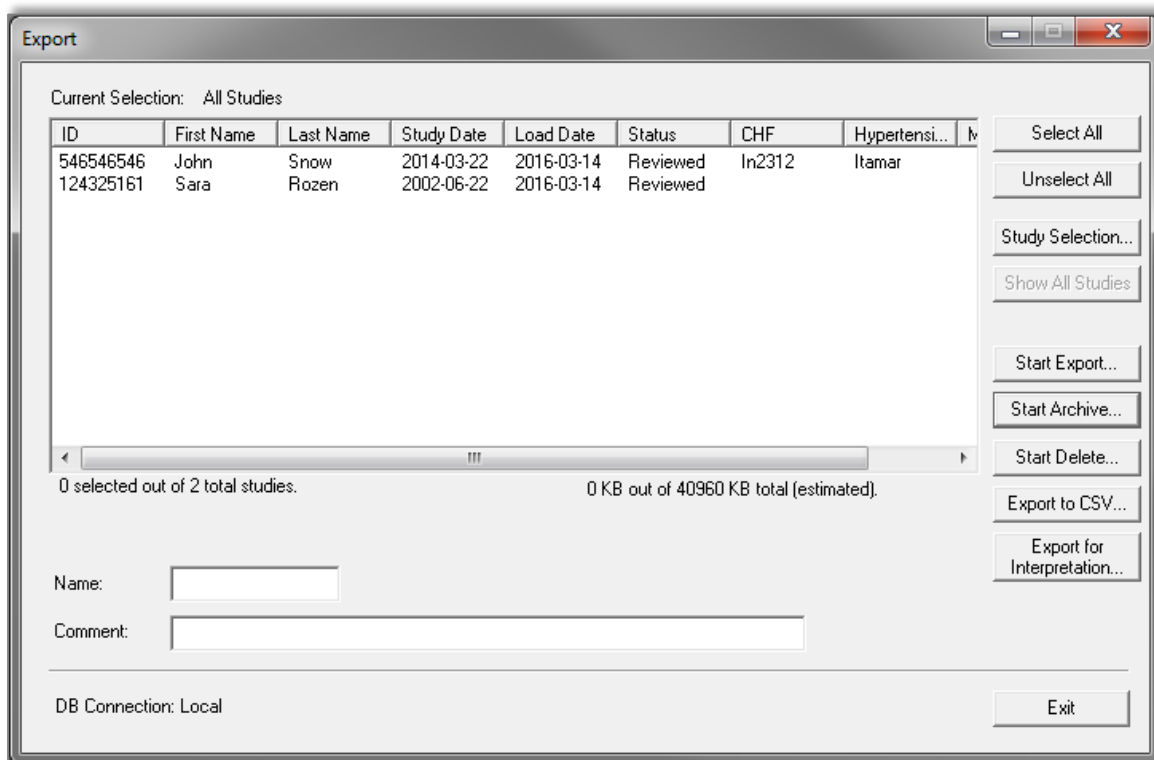 Export
Current Selection: All Studies
ID First Name Last Name Study Date Load Date Status CHF Hypertensi... M
546546546 John Snow 2014-03-22 2016-03-14 Reviewed In2312 Itamar
124325161 Sara Rozen 2002-06-22 2016-03-14 Reviewed
Select All
Unselect All
Study Selection...
Show All Studies
Start Export...
Start Archive...
Start Delete...
Export to CSV...
Export for
Interpretation...
0 selected out of 2 total studies. 0 KB out of 40960 KB total (estimated).
Name:
Comment:
DB Connection: Local
Exit